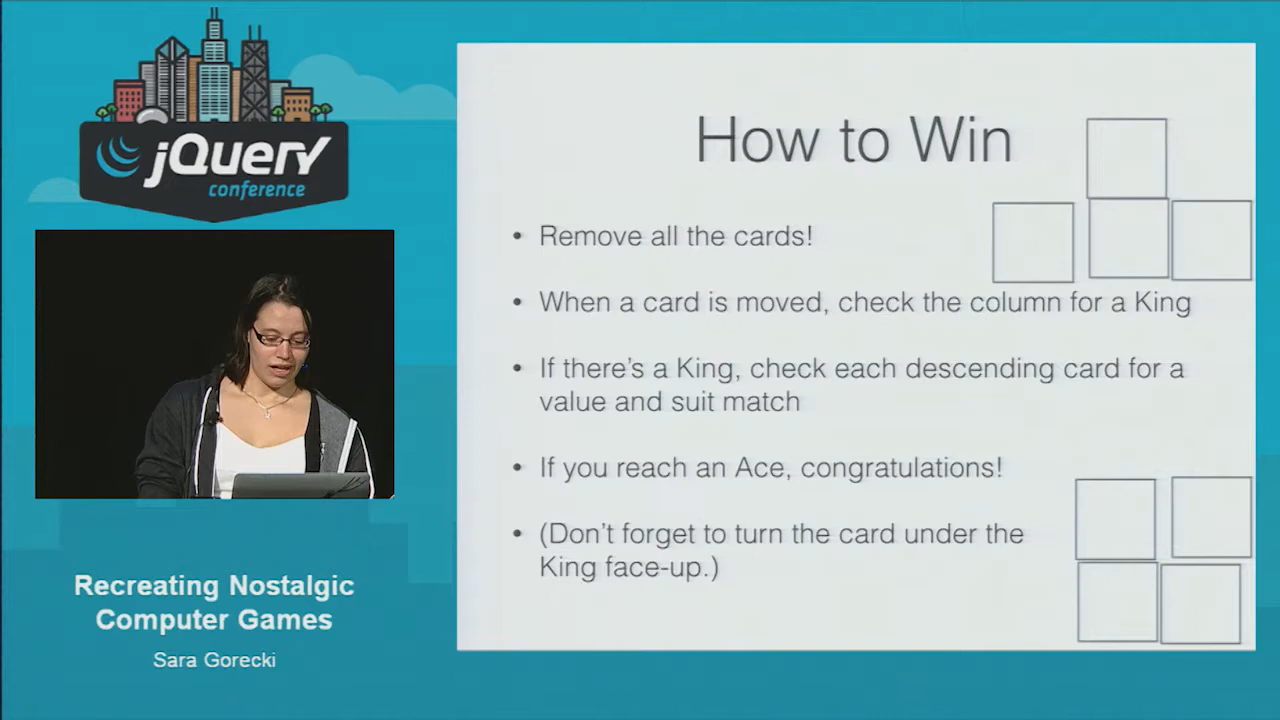 jQuery
conference
How to Win
• Remove all the cards!
• When a card is moved, check the column for a King
• If there's a King, check each descending card for a
value and suit match
• If you reach an Ace, congratulations!
• (Don't forget to turn the card under the
King face-up.)
Recreating Nostalgic
Computer Games
Sara Gorecki